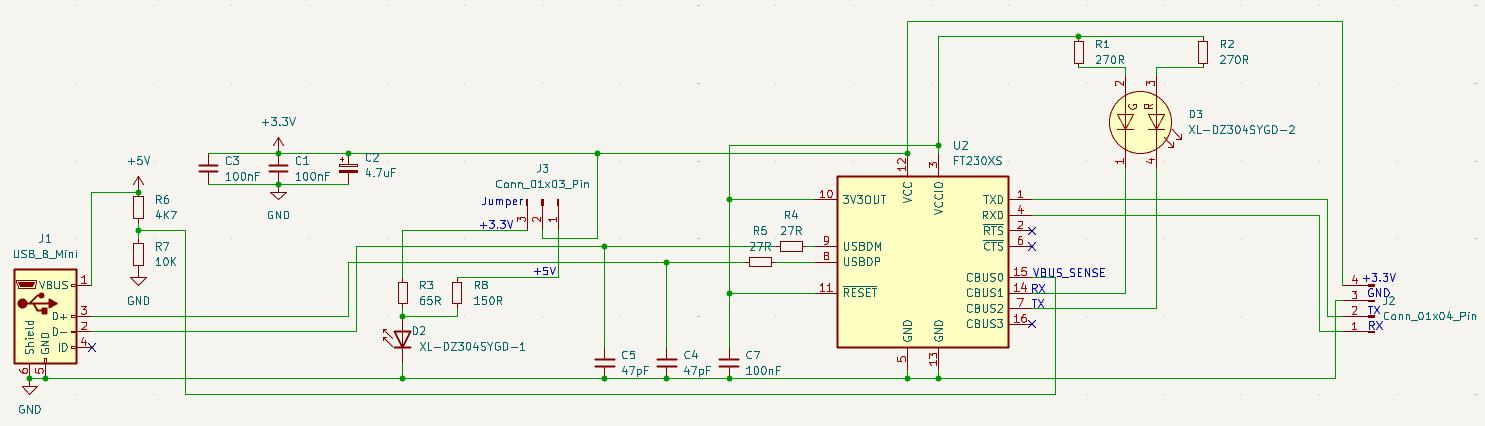 R1
270R
R2
270R
2
3
G
R
D3
XL-DZ304SYGD-2
1
4
+3.3V
C3
100nF
C1
100nF
C2
4.7uF
GND
+5V
R6
4K7
R7
10K
GND
J3
Conn_01x03_Pin
Jumper
3
2
1
+3.3V
+5V
R3
65R
R8
150R
D2
XL-DZ304SYGD-1
J1
USB_B_Mini
VBUS
1
D+
3
D-
2
ID
4
Shield
GND
6
5
GND
R4
27R
R5
27R
C5
47pF
C4
47pF
C7
100nF
U2
FT230XS
12
3
VCC
VCCIO
10
3V3OUT
9
USBDM
8
USBDP
11
RESET
TXD
1
RXD
4
RTS
2
CTS
6
CBUS0
15
VBUS_SENSE
CBUS1
14
RX
CBUS2
7
TX
CBUS3
16
GND
GND
5
13
4
+3.3V
3
GND
2
TX
1
RX
J2
Conn_01x04_Pin